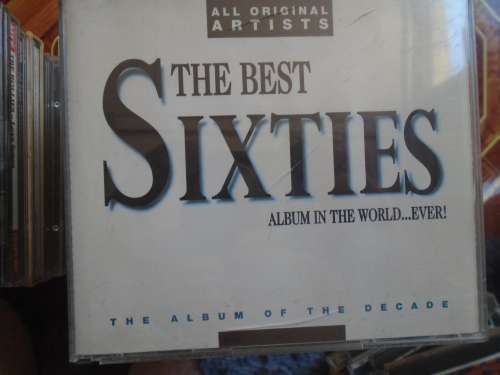 ALL ORIGINAL
ARTISTS
THE BEST
SIXTIES
ALBUM IN THE WORLD...EVER!
THE ALBUM OF THE DECADE